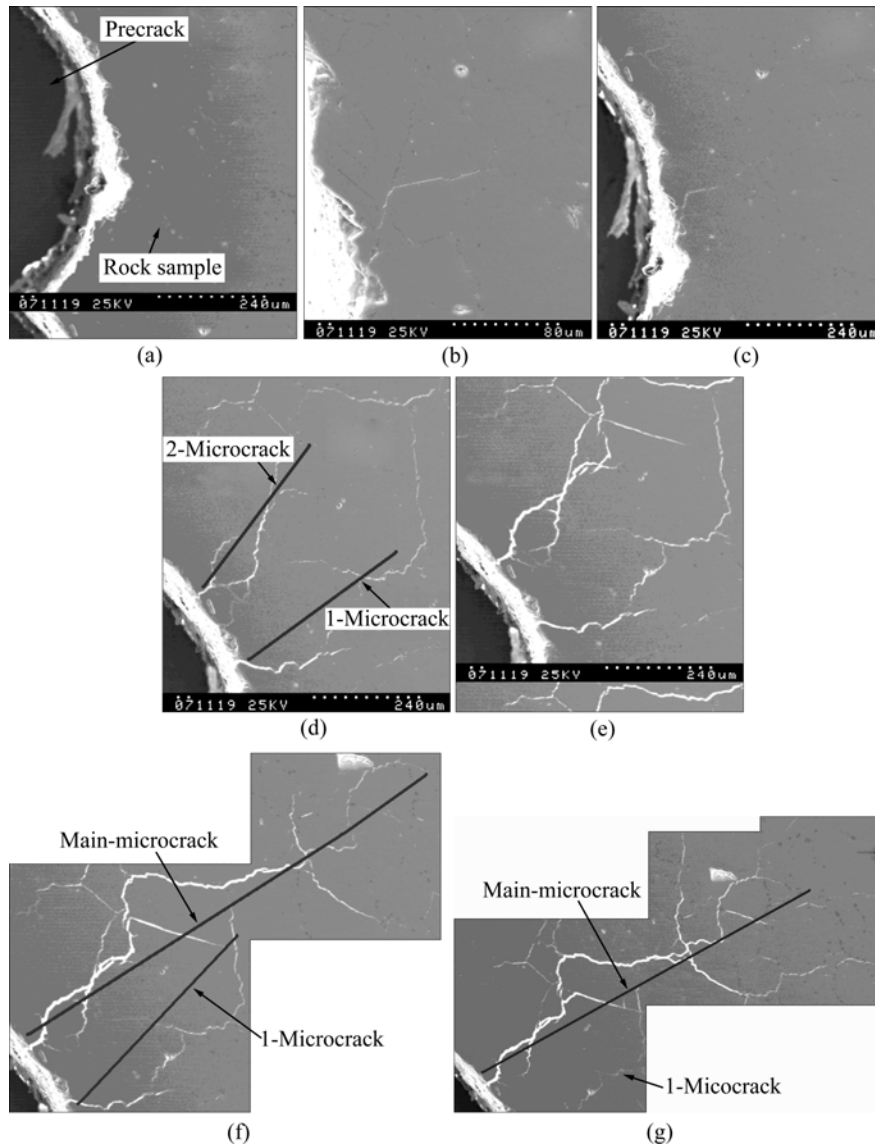 Precrack
Rock sample
071119 25KV 240um
(a)
071119 25KV 80um
(b)
071119 25KV 240um
(c)
2-Microcrack
1-Microcrack
071119 25KV 240um
(d)
071119 25KV 240um
(e)
Main-microcrack
1-Microcrack
(f)
Main-microcrack
1-Micocrack
(g)